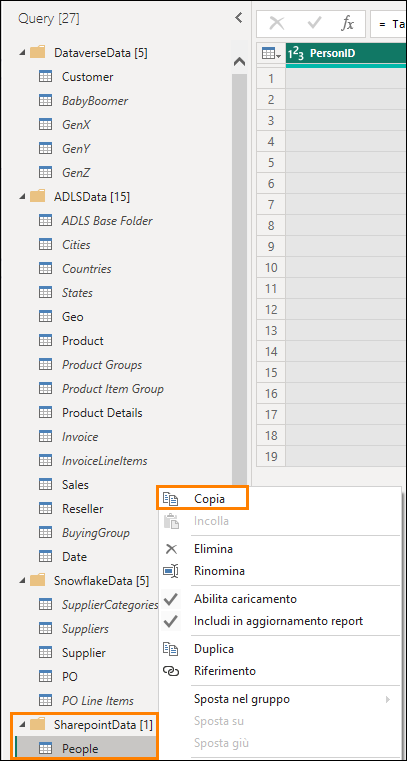 Query [27]
DataverseData [5]
Customer
BabyBoomer
GenX
GenY
GenZ
ADLSData [15]
ADLS Base Folder
Cities
Countries
States
Geo
Product
Product Groups
Product Item Group
Product Details
Invoice
InvoiceLineItems
Sales
Reseller
BuyingGroup
Date
SnowflakeData [5]
SupplierCategories
Suppliers
Supplier
PO
PO Line Items
SharepointData [1]
People
fx
= Ta
1²3 PersonID
1
2
3
4
5
6
7
8
9
10
11
12
13
14
15
16
17
18
19
Copia
Incolla
Elimina
Rinomina
Abilita caricamento
Includi in aggiornamento report
Duplica
Riferimento
Sposta nel gruppo
Sposta su
Sposta giù